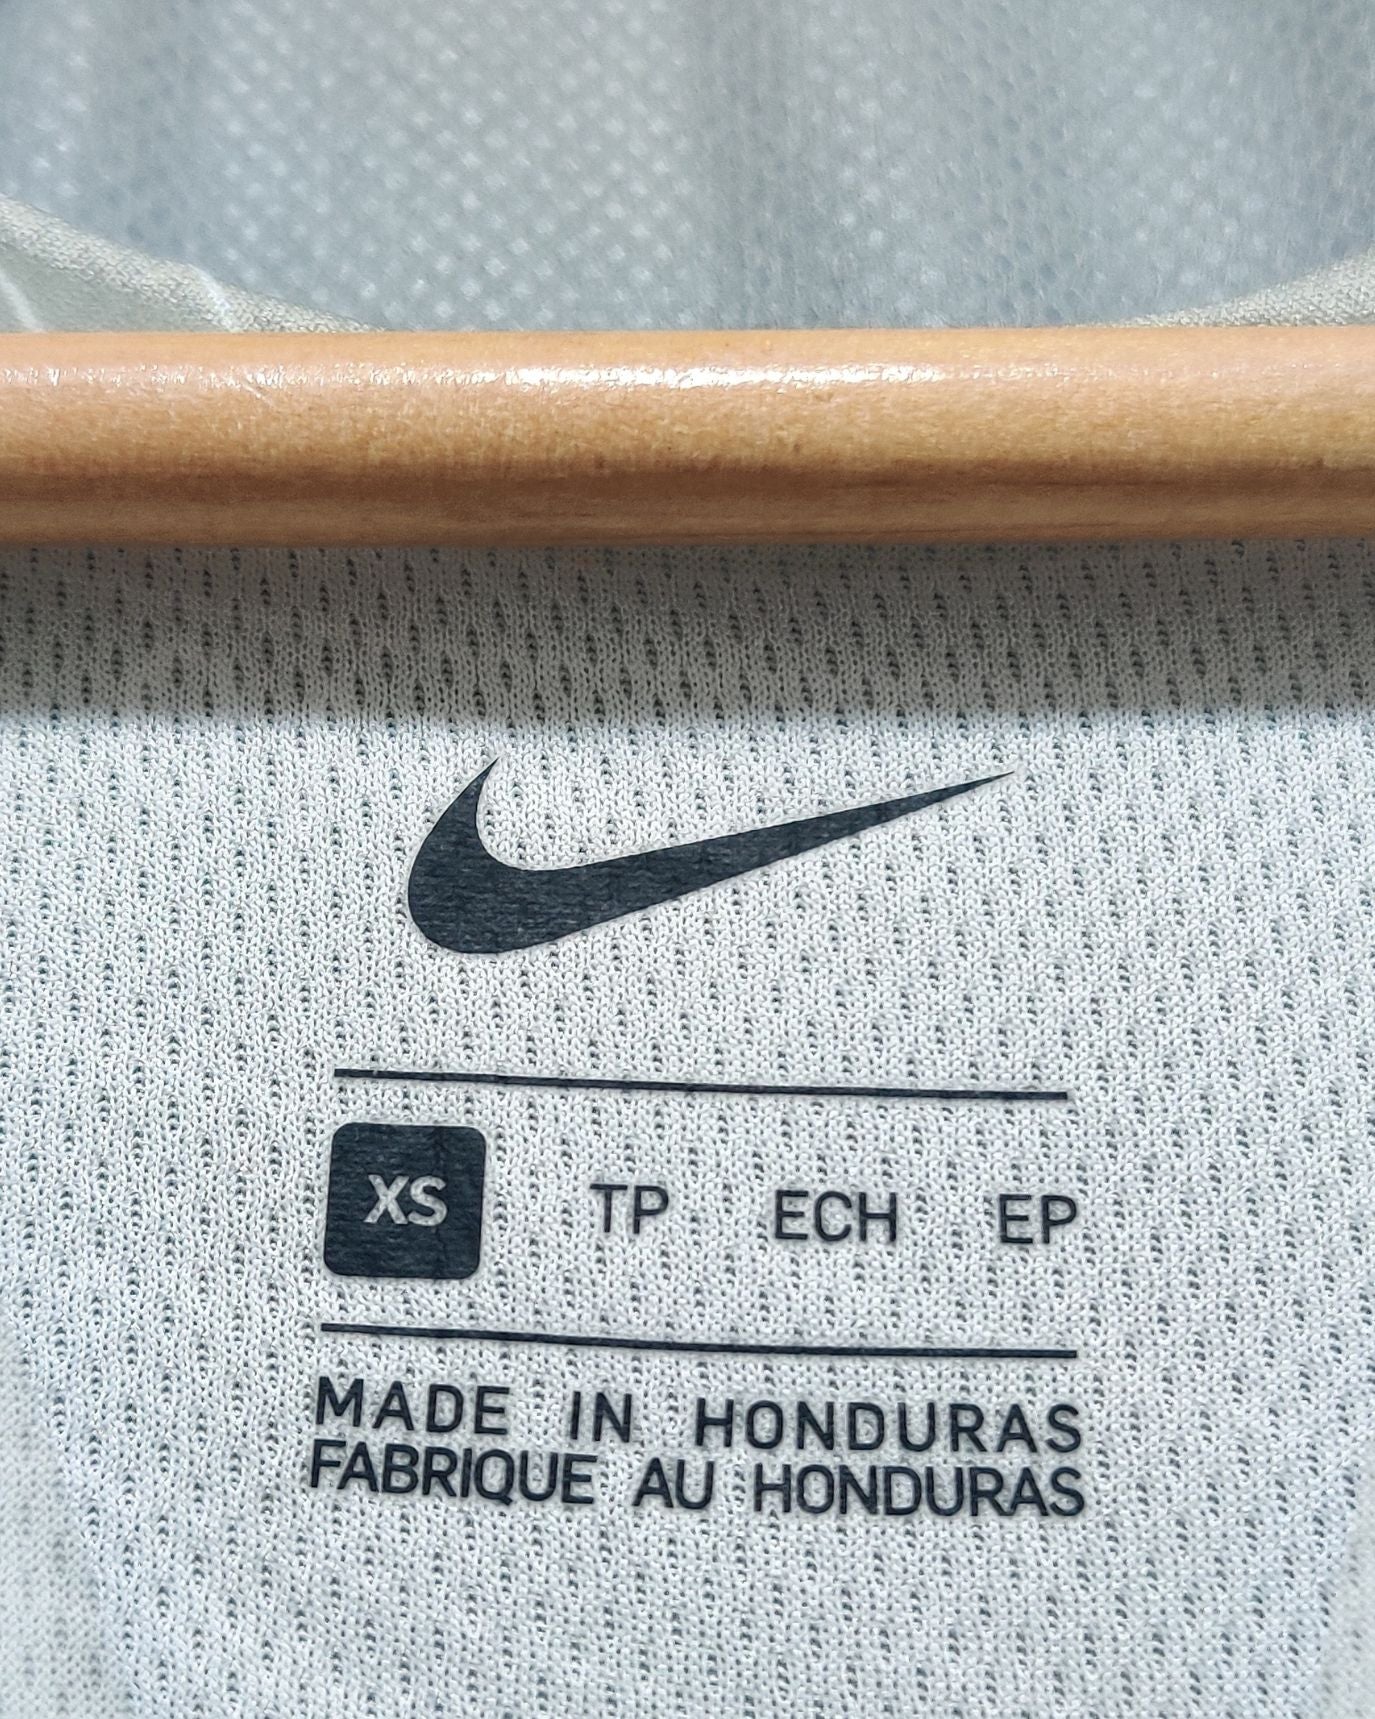 XS TP ECH EP
MADE IN HONDURAS
FABRIQUE AU HONDURAS